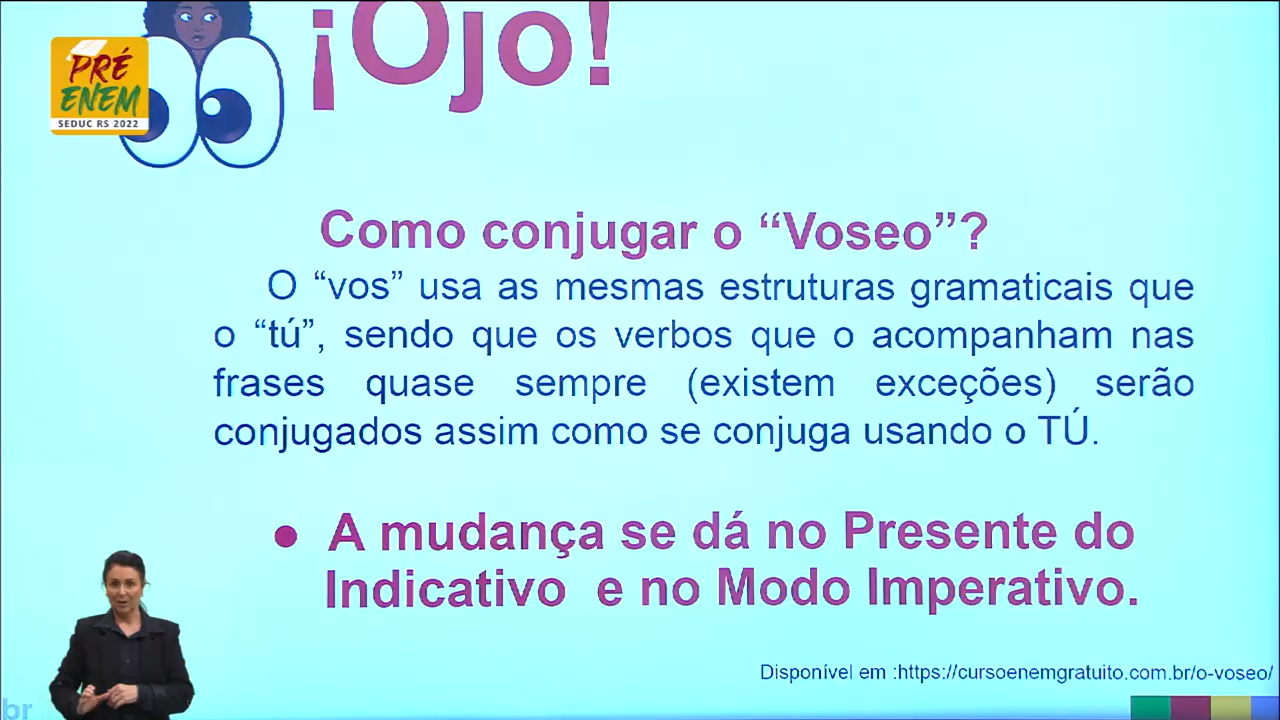 ¡Ojo!
PRÉ
ENEM
SEDUC RS 2022
Como conjugar o “Voseo”?
O “vos” usa as mesmas estruturas gramaticais que
o “tú”, sendo que os verbos que o acompanham nas
frases quase sempre (existem exceções) serão
conjugados assim como se conjuga usando o TÚ.
● A mudança se dá no Presente do
Indicativo e no Modo Imperativo.
Disponível em :https://cursoenemgratuito.com.br/o-voseo/
br